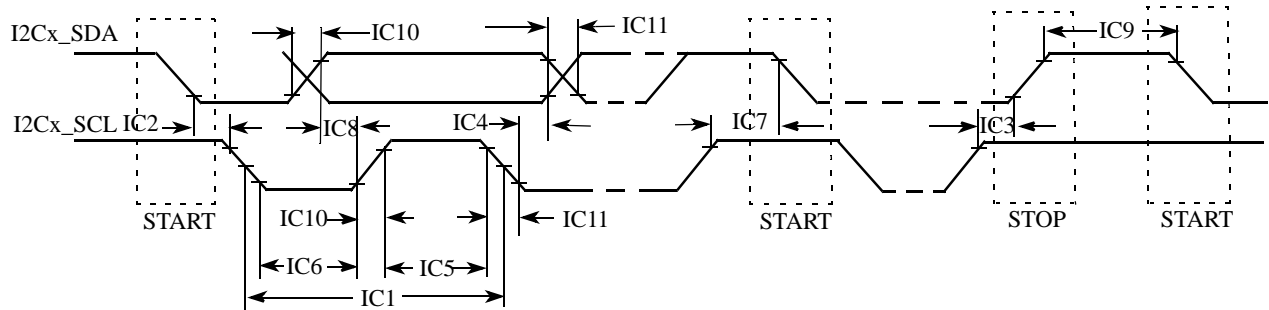 I2Cx_SDA IC10 IC11 IC9
I2Cx_SCL IC2 IC8 IC4 IC7 IC3
START IC10 IC11 START STOP START
IC6 IC5
IC1